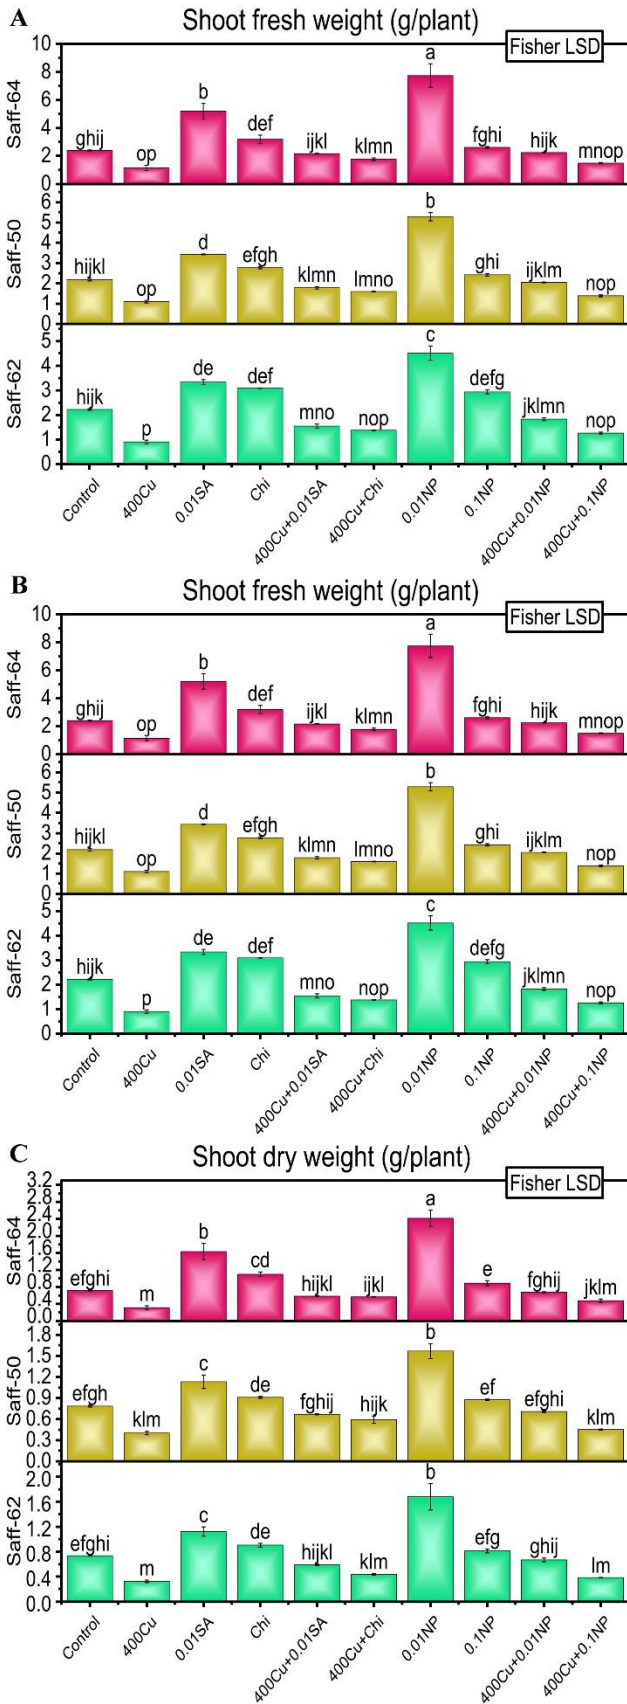 A
Shoot fresh weight (g/plant)
Fisher LSD
Saff-64
10
8
6
4
2
0
ghij op b def ijkl klmn a fghi hijk mnop
Saff-50
6
5
4
3
2
1
0
hijkl op d efgh klmn lmno b ghi ijklm nop
Saff-62
5
4
3
2
1
0
hijk p de def mno nop c defg jklmn nop
Control 400Cu 0.01SA Chi 400Cu+0.01SA 400Cu+Chi 0.01NP 0.1NP 400Cu+0.01NP 400Cu+0.1NP
B
Shoot fresh weight (g/plant)
Fisher LSD
Saff-64
10
8
6
4
2
0
ghij op b def ijkl klmn a fghi hijk mnop
Saff-50
6
5
4
3
2
1
0
hijkl op d efgh klmn lmno b ghi ijklm nop
Saff-62
5
4
3
2
1
0
hijk p de def mno nop c defg jklmn nop
Control 400Cu 0.01SA Chi 400Cu+0.01SA 400Cu+Chi 0.01NP 0.1NP 400Cu+0.01NP 400Cu+0.1NP
C
Shoot dry weight (g/plant)
Fisher LSD
Saff-64
3.2
2.8
2.4
2.0
1.6
1.2
0.8
0.4
0.0
efghi m b cd hijkl ijkl a e fghij jklm
Saff-50
1.8
1.5
1.2
0.9
0.6
0.3
0.0
efgh klm c de fghij hijk b ef efghi klm
Saff-62
2.0
1.6
1.2
0.8
0.4
0.0
efghi m c de hijkl klm b efg ghij lm
Control 400Cu 0.01SA Chi 400Cu+0.01SA 400Cu+Chi 0.01NP 0.1NP 400Cu+0.01NP 400Cu+0.1NP